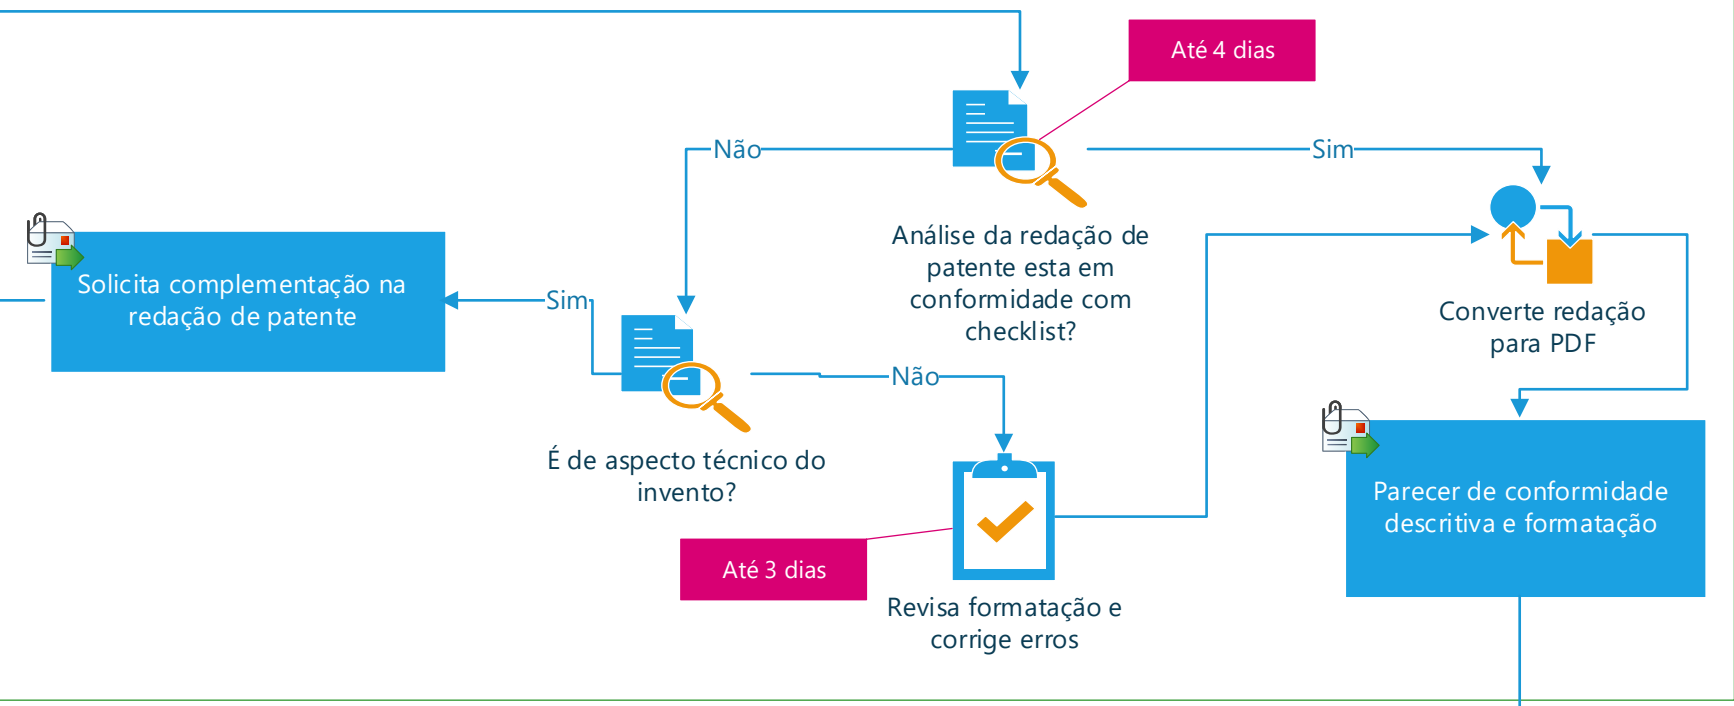 Até 4 dias
Não
Sim
Análise da redação de
patente esta em
conformidade com
checklist?
Solicita complementação na
redação de patente
Sim
Converte redação
para PDF
Não
É de aspecto técnico do
invento?
Parecer de conformidade
descritiva e formatação
Até 3 dias
Revisa formatação e
corrige erros